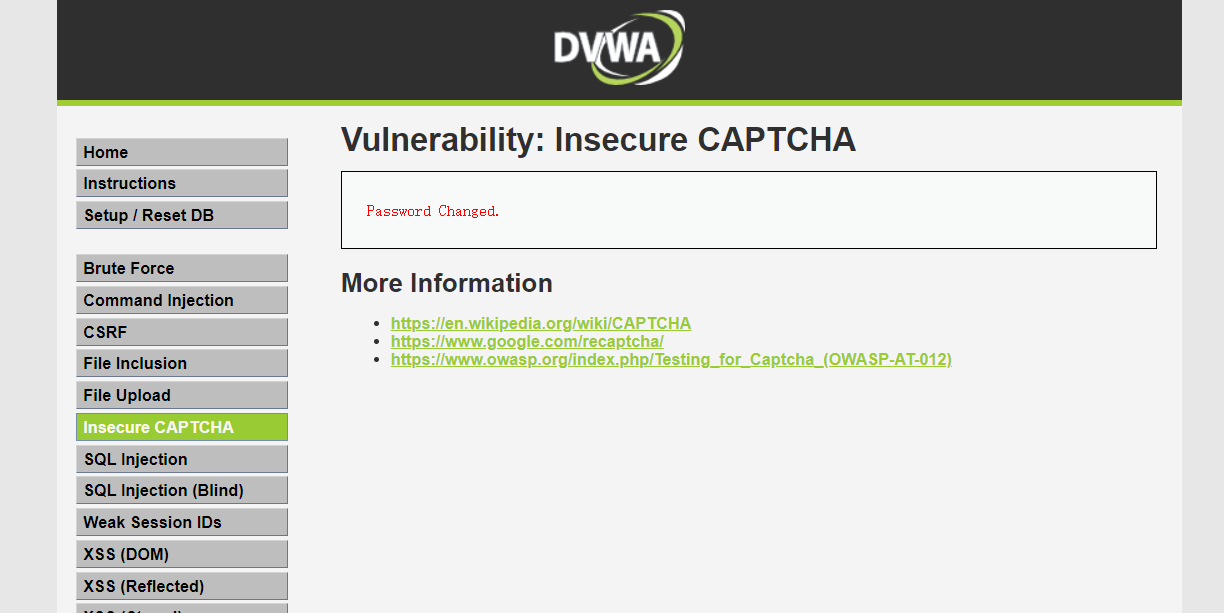 DVWA
Vulnerability: Insecure CAPTCHA
Password Changed.
More Information
https://en.wikipedia.org/wiki/CAPTCHA
https://www.google.com/recaptcha/
https://www.owasp.org/index.php/Testing_for_Captcha_(OWASP-AT-012)
Home
Instructions
Setup / Reset DB
Brute Force
Command Injection
CSRF
File Inclusion
File Upload
Insecure CAPTCHA
SQL Injection
SQL Injection (Blind)
Weak Session IDs
XSS (DOM)
XSS (Reflected)